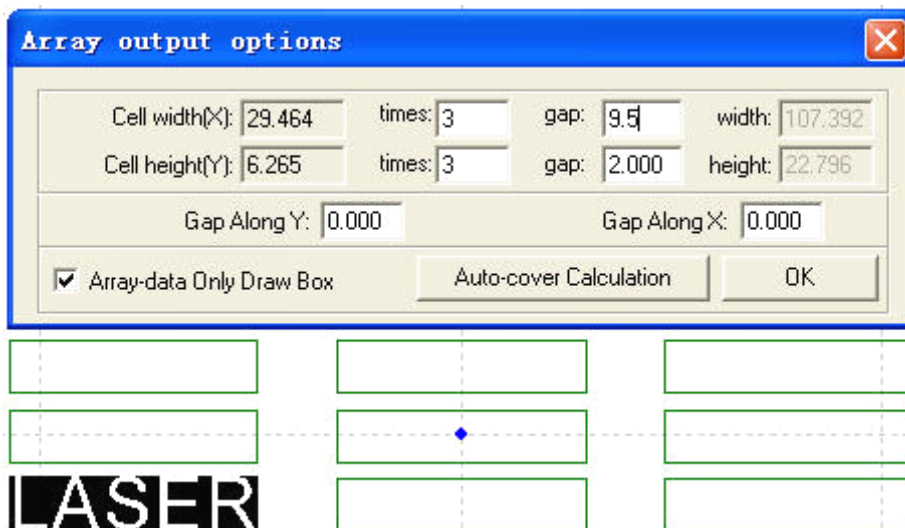 Array output options
Cell width(X): 29.464 times: 3 gap: 9.5 width: 107.392
Cell height(Y): 6.265 times: 3 gap: 2.000 height: 22.796
Gap Along Y: 0.000 Gap Along X: 0.000
Array-data Only Draw Box Auto-cover Calculation OK
LASER